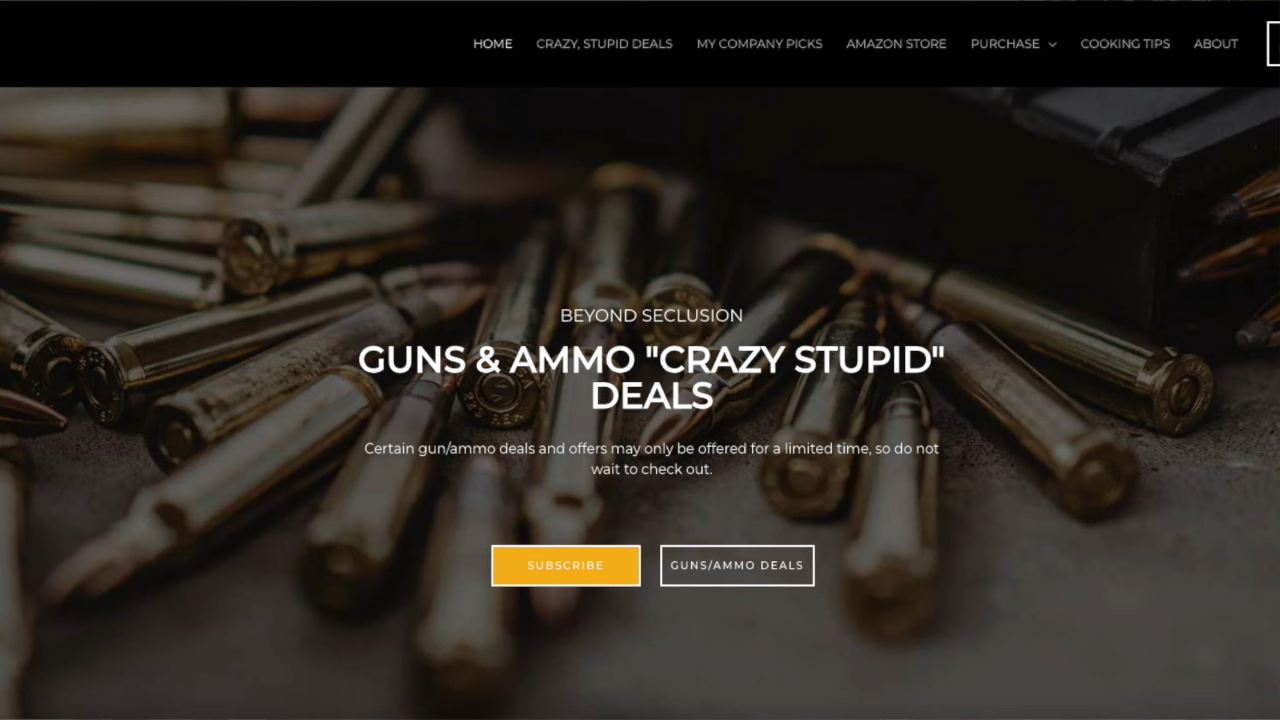 HOME CRAZY, STUPID DEALS MY COMPANY PICKS AMAZON STORE PURCHASE COOKING TIPS ABOUT
BEYOND SECLUSION
GUNS & AMMO "CRAZY STUPID"
DEALS
Certain gun/ammo deals and offers may only be offered for a limited time, so do not
wait to check out.
SUBSCRIBE GUNS/AMMO DEALS